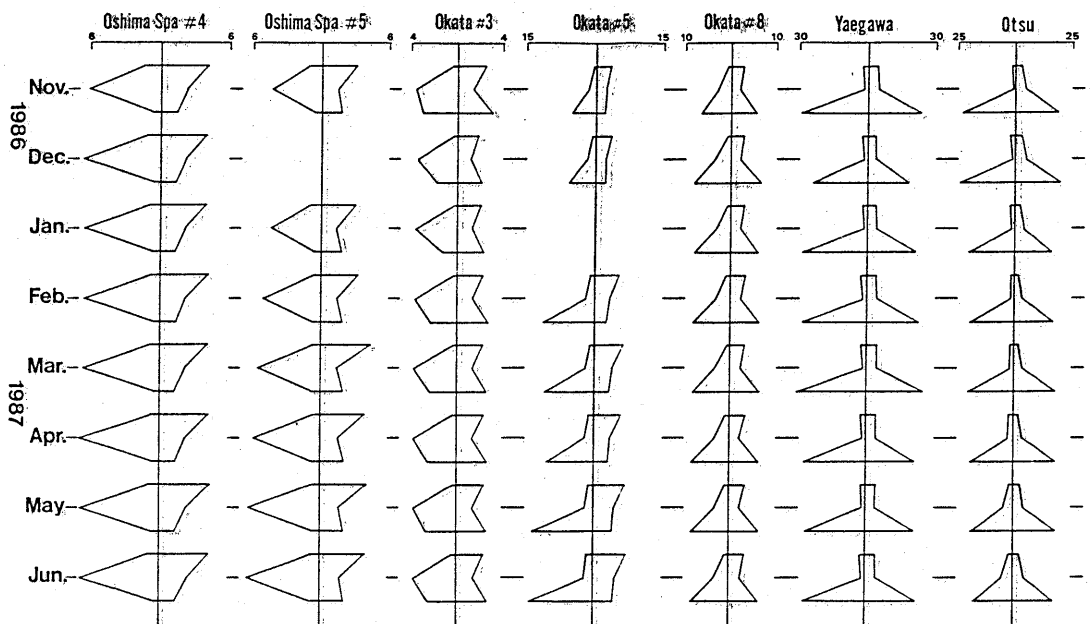 Oshima Spa #4 Oshima Spa #5 Okata #3 Okata #5 Okata #8 Yaegawa Otsu
6 6 6 6 4 4 15 15 10 10 30 30 25 25
1986
Nov.
Dec.
1987
Jan.
Feb.
Mar.
Apr.
May
Jun.